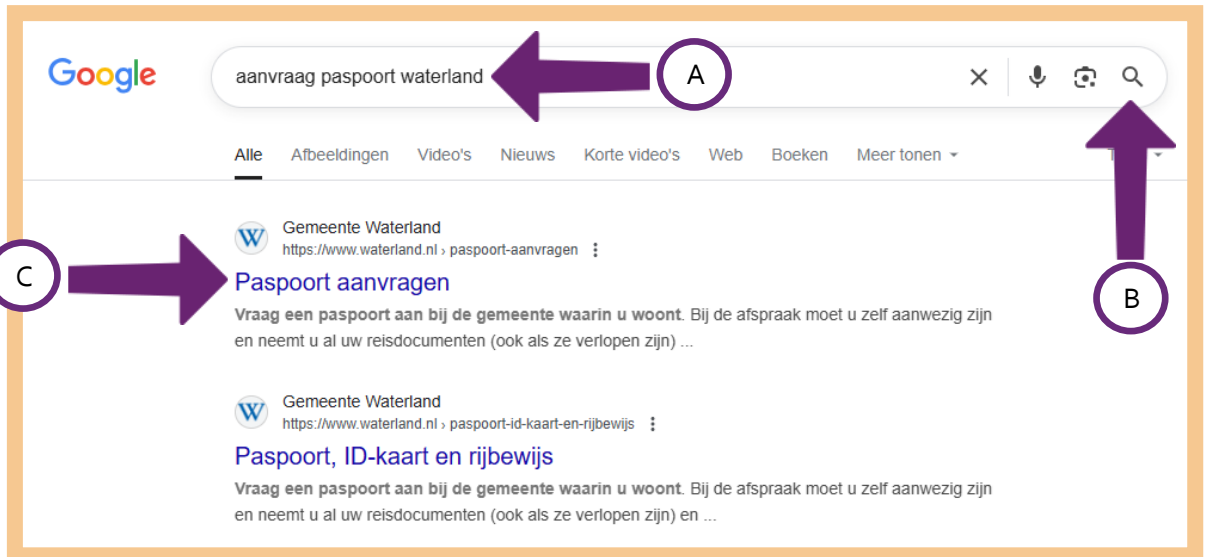 Google
aanvraag paspoort waterland
A
Alle Afbeeldingen Video's Nieuws Korte video's Web Boeken Meer tonen
B
Gemeente Waterland
https://www.waterland.nl › paspoort-aanvragen
C
Paspoort aanvragen
Vraag een paspoort aan bij de gemeente waarin u woont. Bij de afspraak moet u zelf aanwezig zijn
en neemt u al uw reisdocumenten (ook als ze verlopen zijn) ...
Gemeente Waterland
https://www.waterland.nl › paspoort-id-kaart-en-rijbewijs
Paspoort, ID-kaart en rijbewijs
Vraag een paspoort aan bij de gemeente waarin u woont. Bij de afspraak moet u zelf aanwezig zijn
en neemt u al uw reisdocumenten (ook als ze verlopen zijn) en ...